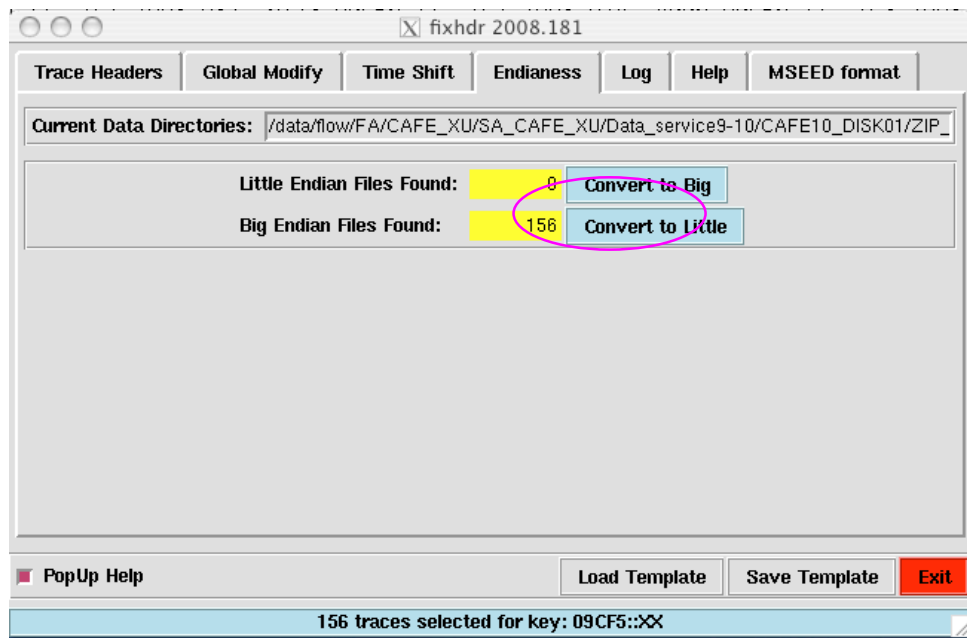 fixhdr 2008.181
Trace Headers Global Modify Time Shift Endianess Log Help MSEED format
Current Data Directories: /data/flow/FA/CAFE_XU/SA_CAFE_XU/Data_service9-10/CAFE10_DISK01/ZIP_
Little Endian Files Found: 0 Convert to Big
Big Endian Files Found: 156 Convert to Little
PopUp Help Load Template Save Template Exit
156 traces selected for key: 09CF5::XX